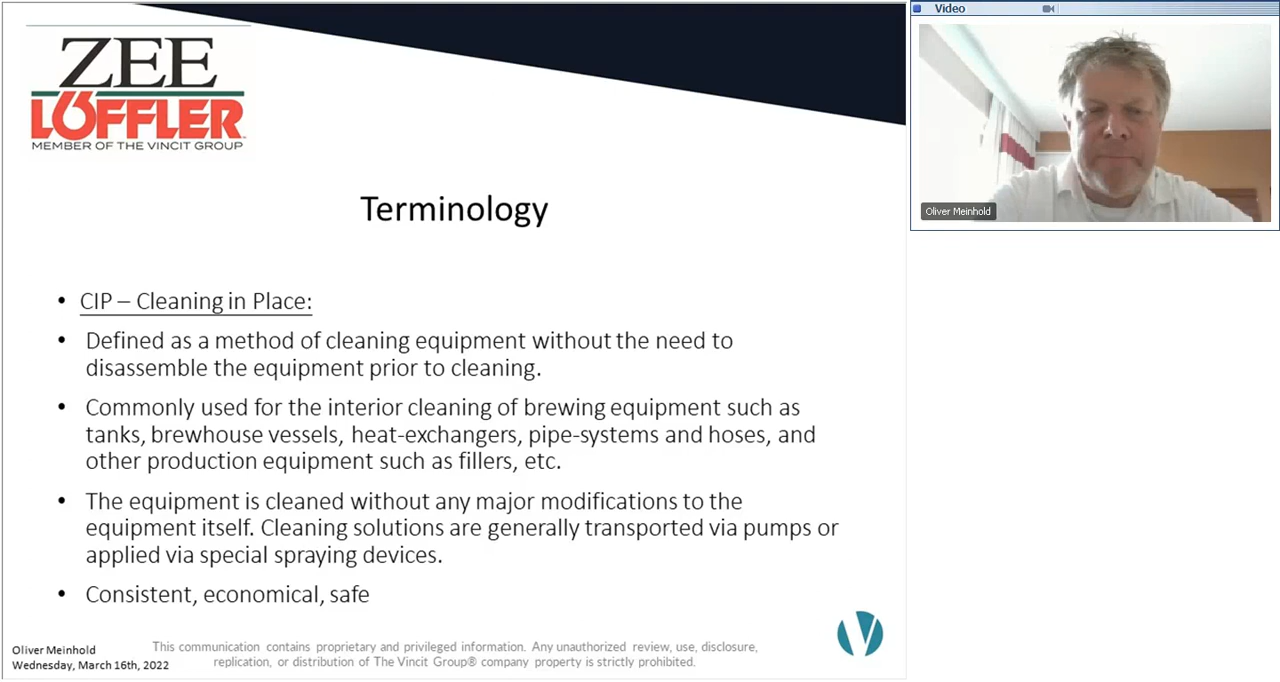 ZEE
LÖFFLER
MEMBER OF THE VINCIT GROUP
Terminology
• CIP – Cleaning in Place:
• Defined as a method of cleaning equipment without the need to
disassemble the equipment prior to cleaning.
• Commonly used for the interior cleaning of brewing equipment such as
tanks, brewhouse vessels, heat-exchangers, pipe-systems and hoses, and
other production equipment such as fillers, etc.
• The equipment is cleaned without any major modifications to the
equipment itself. Cleaning solutions are generally transported via pumps or
applied via special spraying devices.
• Consistent, economical, safe
Oliver Meinhold
Wednesday, March 16th, 2022
This communication contains proprietary and privileged information. Any unauthorized review, use, disclosure,
replication, or distribution of The Vincit Group® company property is strictly prohibited.
Video
Oliver Meinhold